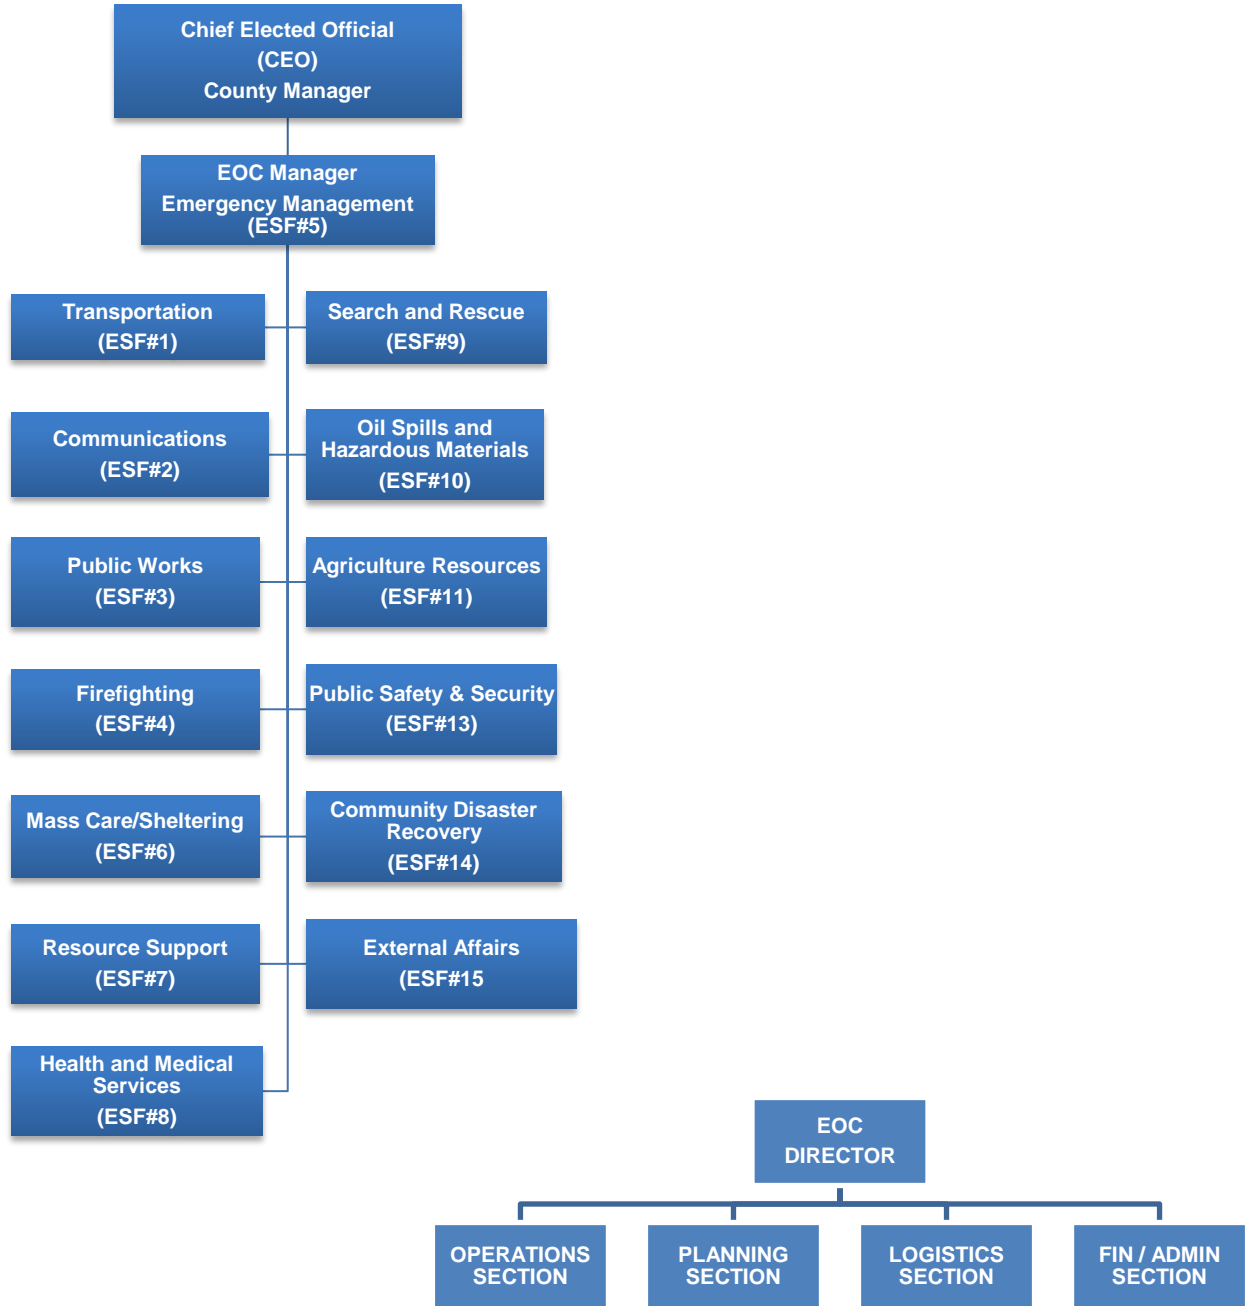 Chief Elected Official
(CEO)
County Manager
EOC Manager
Emergency Management
(ESF#5)
Transportation
(ESF#1)
Search and Rescue
(ESF#9)
Communications
(ESF#2)
Oil Spills and
Hazardous Materials
(ESF#10)
Public Works
(ESF#3)
Agriculture Resources
(ESF#11)
Firefighting
(ESF#4)
Public Safety & Security
(ESF#13)
Mass Care/Sheltering
(ESF#6)
Community Disaster
Recovery
(ESF#14)
Resource Support
(ESF#7)
External Affairs
(ESF#15
Health and Medical
Services
(ESF#8)
EOC
DIRECTOR
OPERATIONS
SECTION
PLANNING
SECTION
LOGISTICS
SECTION
FIN / ADMIN
SECTION